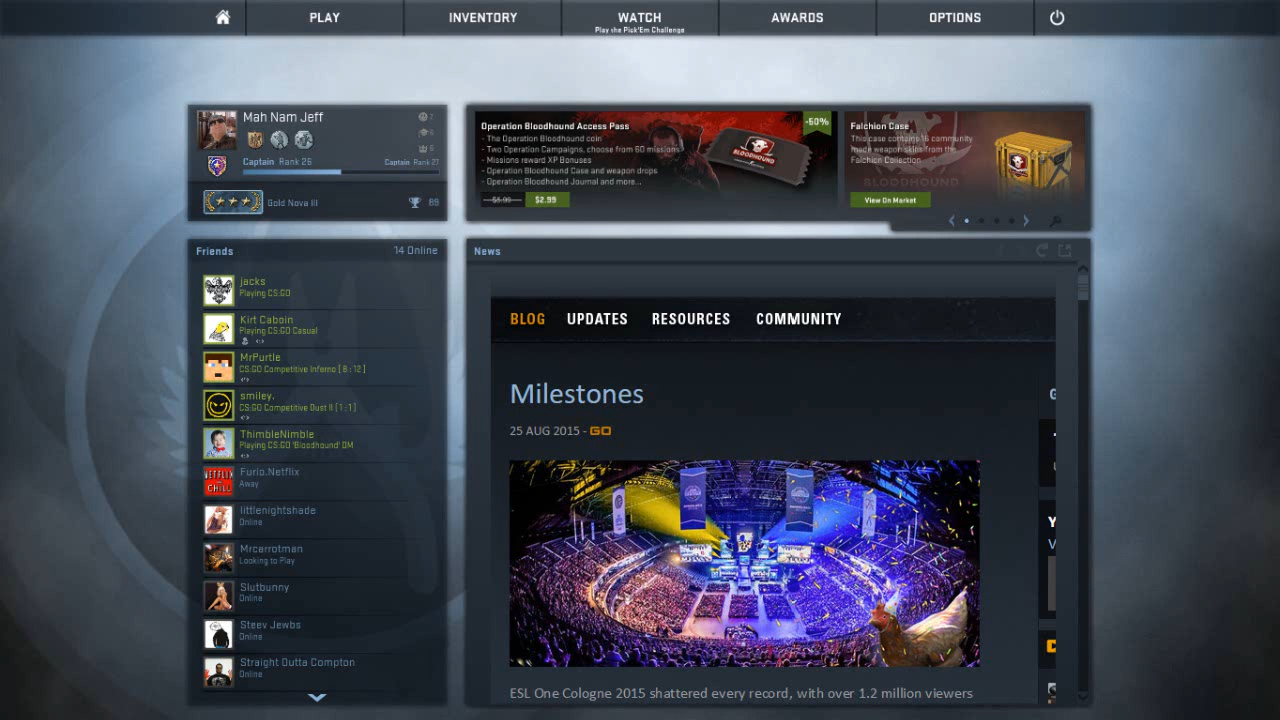 PLAY
INVENTORY
WATCH
Play the Pick'Em Challenge
AWARDS
OPTIONS
Mah Nam Jeff
Captain Rank 26
Captain Rank 27
Gold Nova III
89
Operation Bloodhound Access Pass
- The Operation Bloodhound coin
- Two Operation Campaigns, choose from 60 missions
- Missions reward XP Bonuses
- Operation Bloodhound Case and weapon drops
- Operation Bloodhound Journal and more...
$5.99 $2.99
-50%
BLOODHOUND
Falchion Case
This case contains 16 community
made weapon skins from the
Falchion Collection
BLOODHOUND
View On Market
Friends
14 Online
jacks
Playing CS:GO
Kirt Caboin
Playing CS:GO Casual
MrPurtle
CS:GO Competitive Inferno [ 8 : 12 ]
smiley.
CS:GO Competitive Dust II [ 1 : 1 ]
ThimbleNimble
Playing CS:GO 'Bloodhound' DM
NETFLIX
CHILL
Furio.Netflix
Away
littlenightshade
Online
Mrcarrotman
Looking to Play
Slutbunny
Online
Steev Jewbs
Online
Straight Outta Compton
Online
News
BLOG
UPDATES
RESOURCES
COMMUNITY
Milestones
25 AUG 2015 - GO
ESL One Cologne 2015 shattered every record, with over 1.2 million viewers